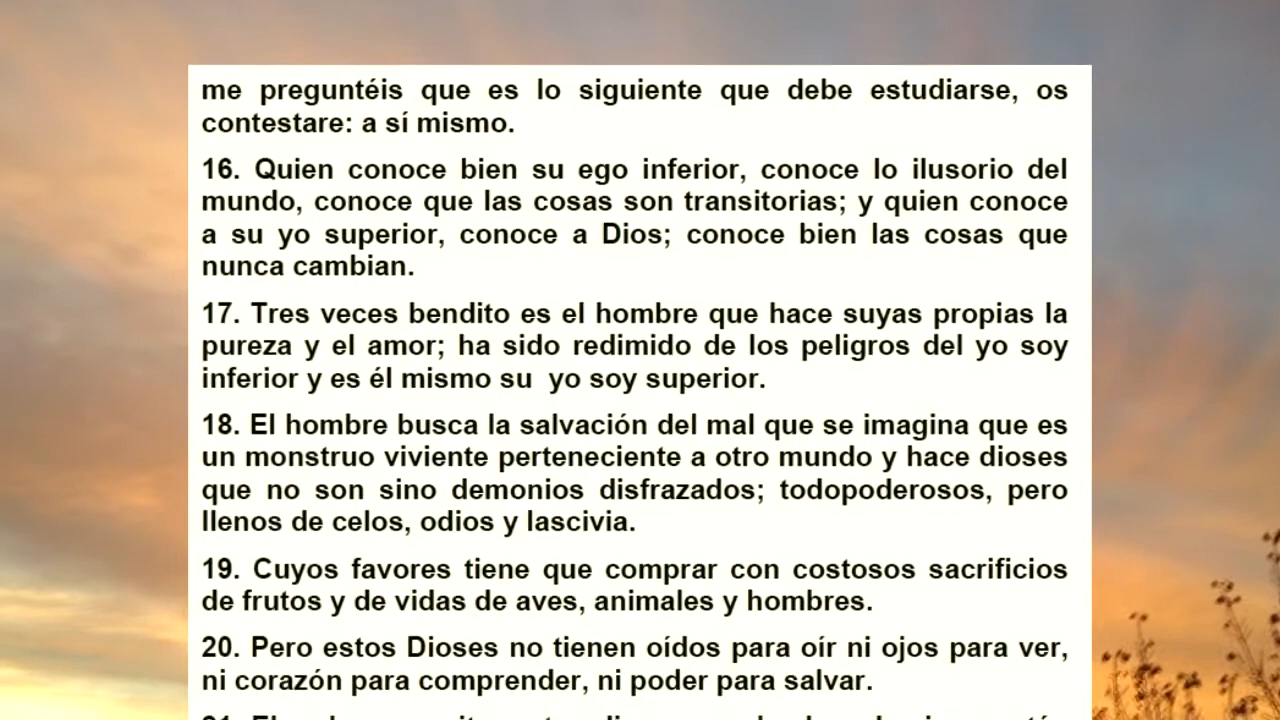 me preguntéis que es lo siguiente que debe estudiarse, os
contestare: a sí mismo.
16. Quien conoce bien su ego inferior, conoce lo ilusorio del
mundo, conoce que las cosas son transitorias; y quien conoce
a su yo superior, conoce a Dios; conoce bien las cosas que
nunca cambian.
17. Tres veces bendito es el hombre que hace suyas propias la
pureza y el amor; ha sido redimido de los peligros del yo soy
inferior y es él mismo su  yo soy superior.
18. El hombre busca la salvación del mal que se imagina que es
un monstruo viviente perteneciente a otro mundo y hace dioses
que no son sino demonios disfrazados; todopoderosos, pero
llenos de celos, odios y lascivia.
19. Cuyos favores tiene que comprar con costosos sacrificios
de frutos y de vidas de aves, animales y hombres.
20. Pero estos Dioses no tienen oídos para oír ni ojos para ver,
ni corazón para comprender, ni poder para salvar.